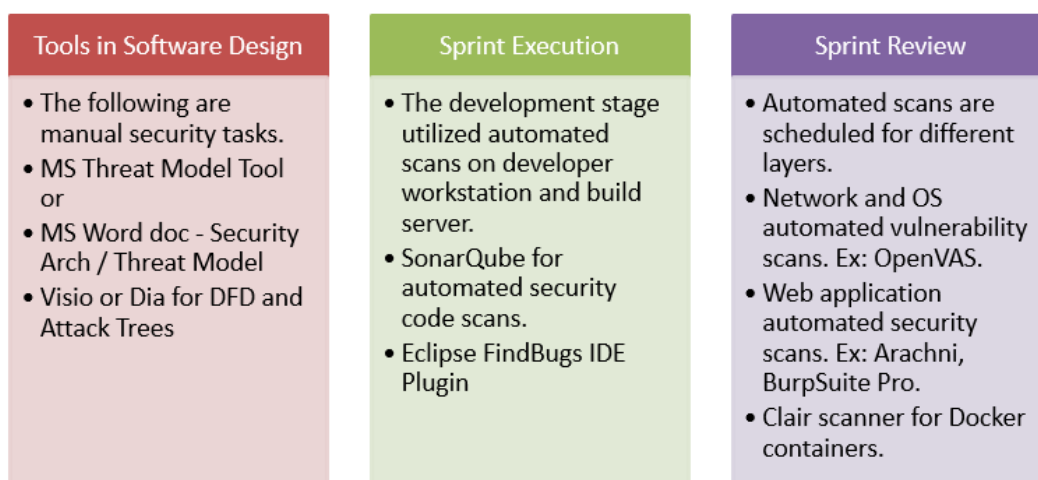 Tools in Software Design
• The following are
manual security tasks.
• MS Threat Model Tool
or
• MS Word doc - Security
Arch / Threat Model
• Visio or Dia for DFD and
Attack Trees
Sprint Execution
• The development stage
utilized automated
scans on developer
workstation and build
server.
• SonarQube for
automated security
code scans.
• Eclipse FindBugs IDE
Plugin
Sprint Review
• Automated scans are
scheduled for different
layers.
• Network and OS
automated vulnerability
scans. Ex: OpenVAS.
• Web application
automated security
scans. Ex: Arachni,
BurpSuite Pro.
• Clair scanner for Docker
containers.